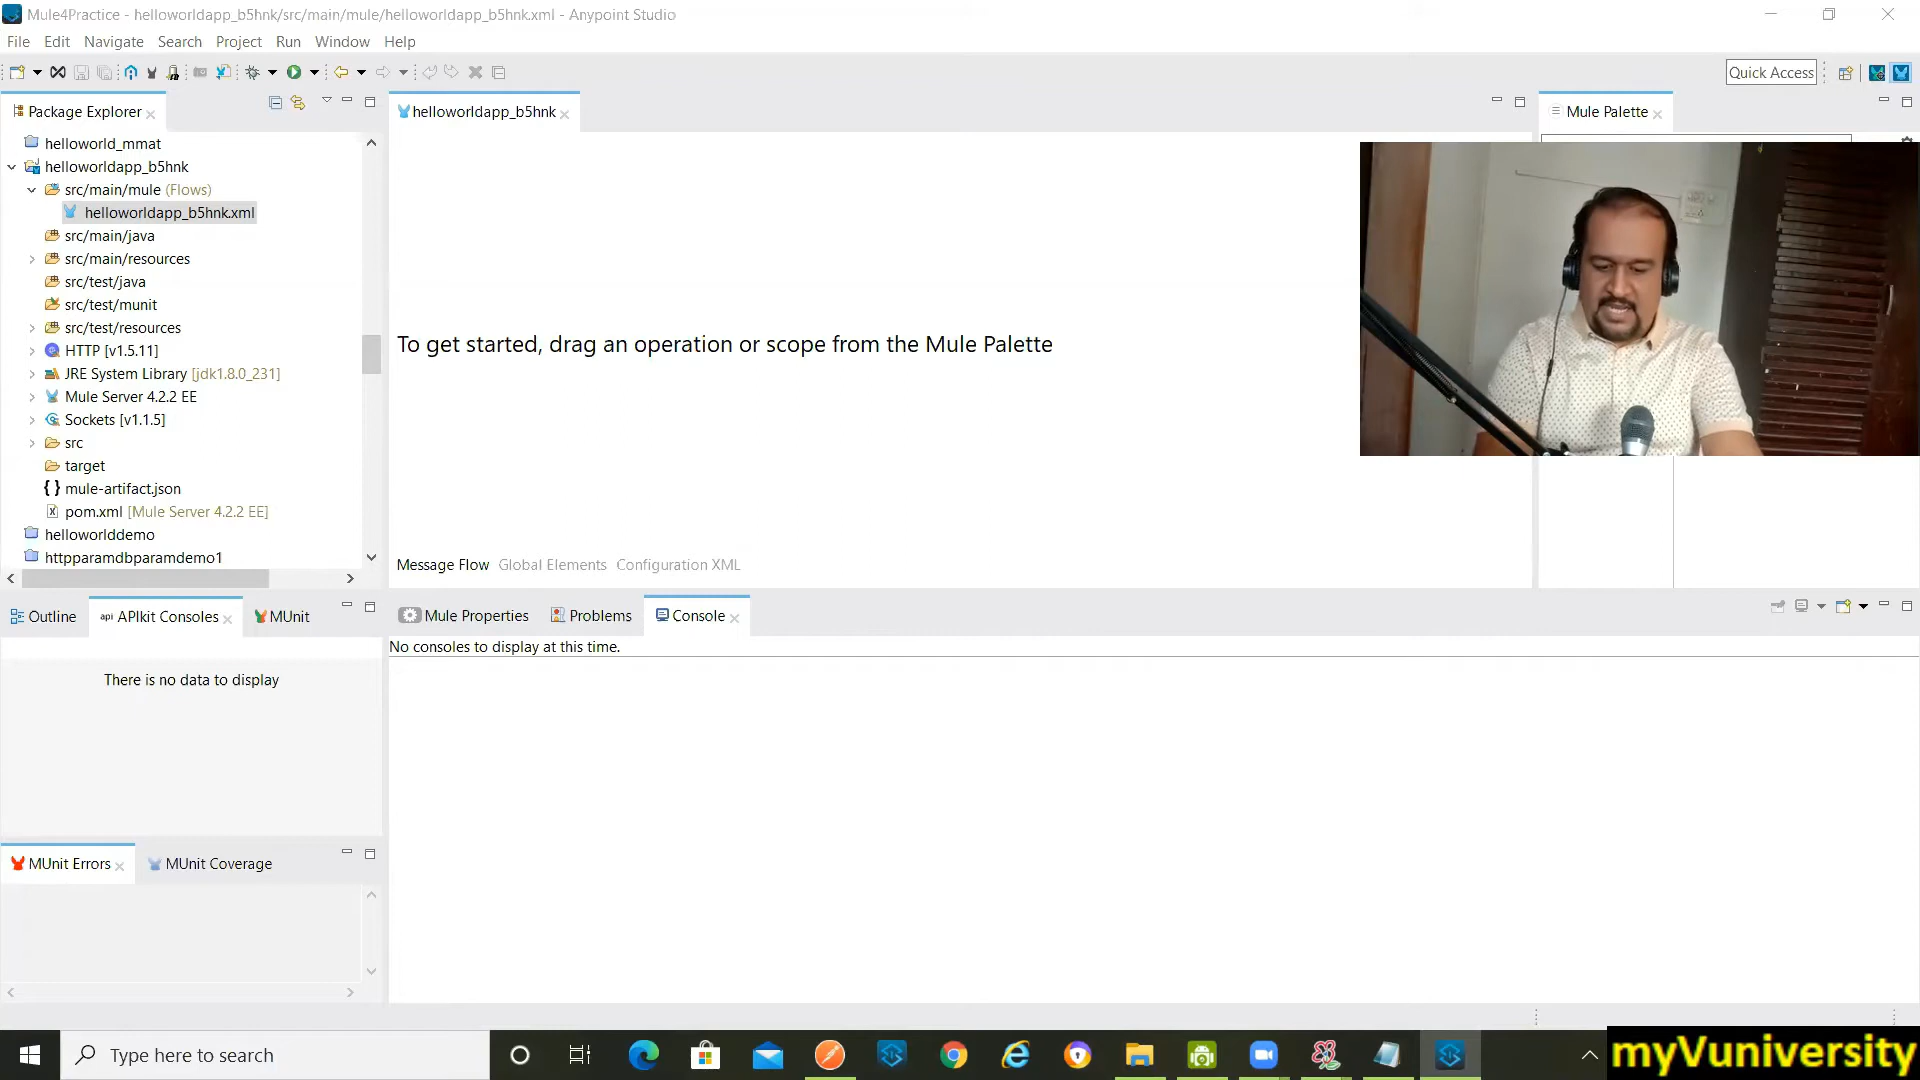 Mule4Practice - helloworldapp_b5hnk/src/main/mule/helloworldapp_b5hnk.xml - Anypoint Studio
File Edit Navigate Search Project Run Window Help
Quick Access
Package Explorer
helloworldapp_b5hnk
Mule Palette
helloworld_mmat
helloworldapp_b5hnk
src/main/mule (Flows)
helloworldapp_b5hnk.xml
src/main/java
src/main/resources
src/test/java
src/test/munit
src/test/resources
HTTP [v1.5.11]
JRE System Library [jdk1.8.0_231]
Mule Server 4.2.2 EE
Sockets [v1.1.5]
src
target
mule-artifact.json
pom.xml [Mule Server 4.2.2 EE]
helloworlddemo
httpparamdbparamdemo1
To get started, drag an operation or scope from the Mule Palette
Message Flow Global Elements Configuration XML
Outline api APIkit Consoles MUnit
There is no data to display
Mule Properties Problems Console
No consoles to display at this time.
MUnit Errors MUnit Coverage
Type here to search
myVuniversity